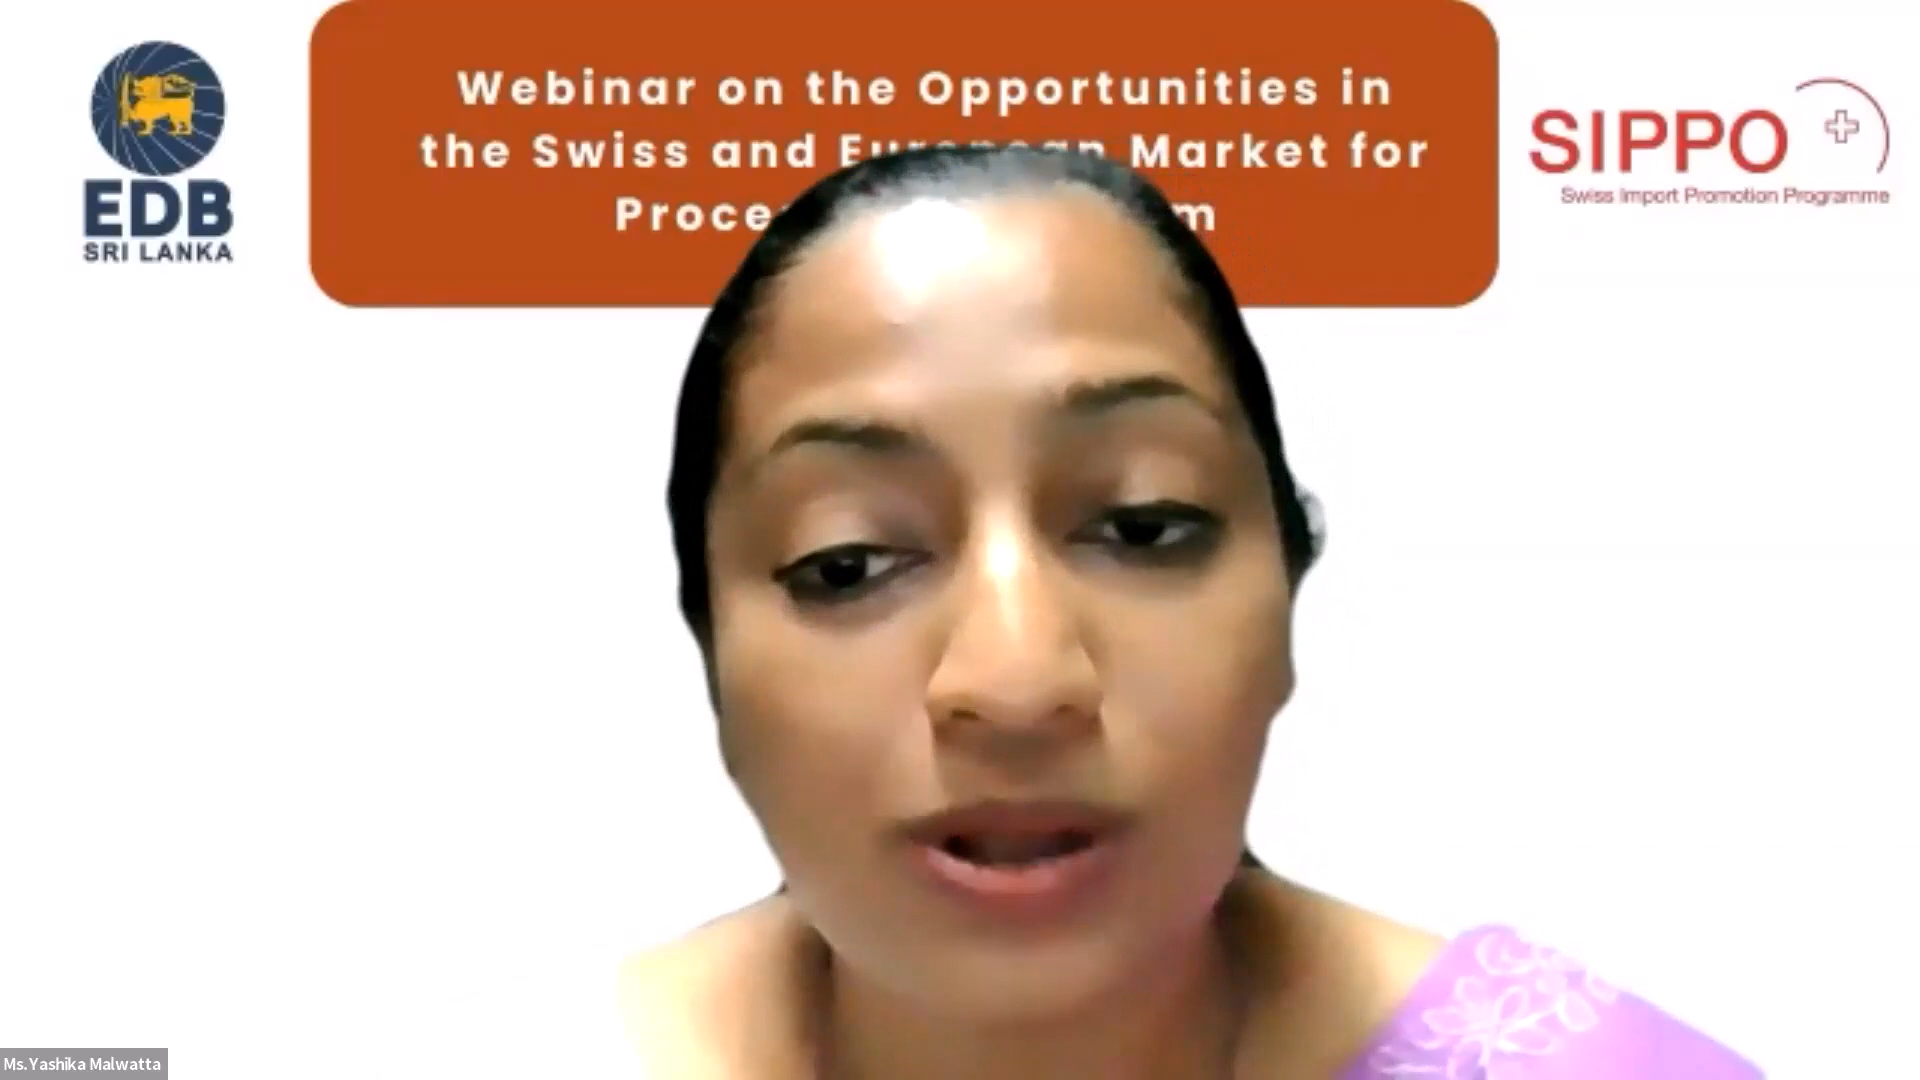 Webinar on the Opportunities in
the Swiss and European Market for
EDB
SRI LANKA
SIPPO
Swiss Import Promotion Programme
Ms.Yashika Malwatta